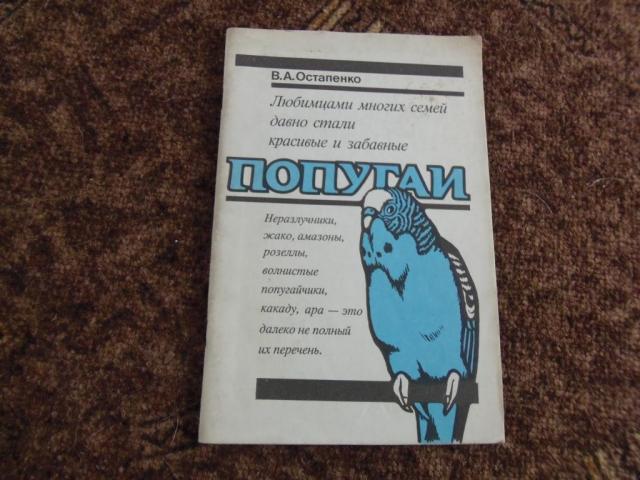 В.А.Остапенко
Любимцами многих семей
давно стали
красивые и забавные
ПОПУГАИ
Неразлучники,
жако, амазоны,
розеллы,
волнистые
попугайчики,
какаду, ара — это
далеко не полный
их перечень.